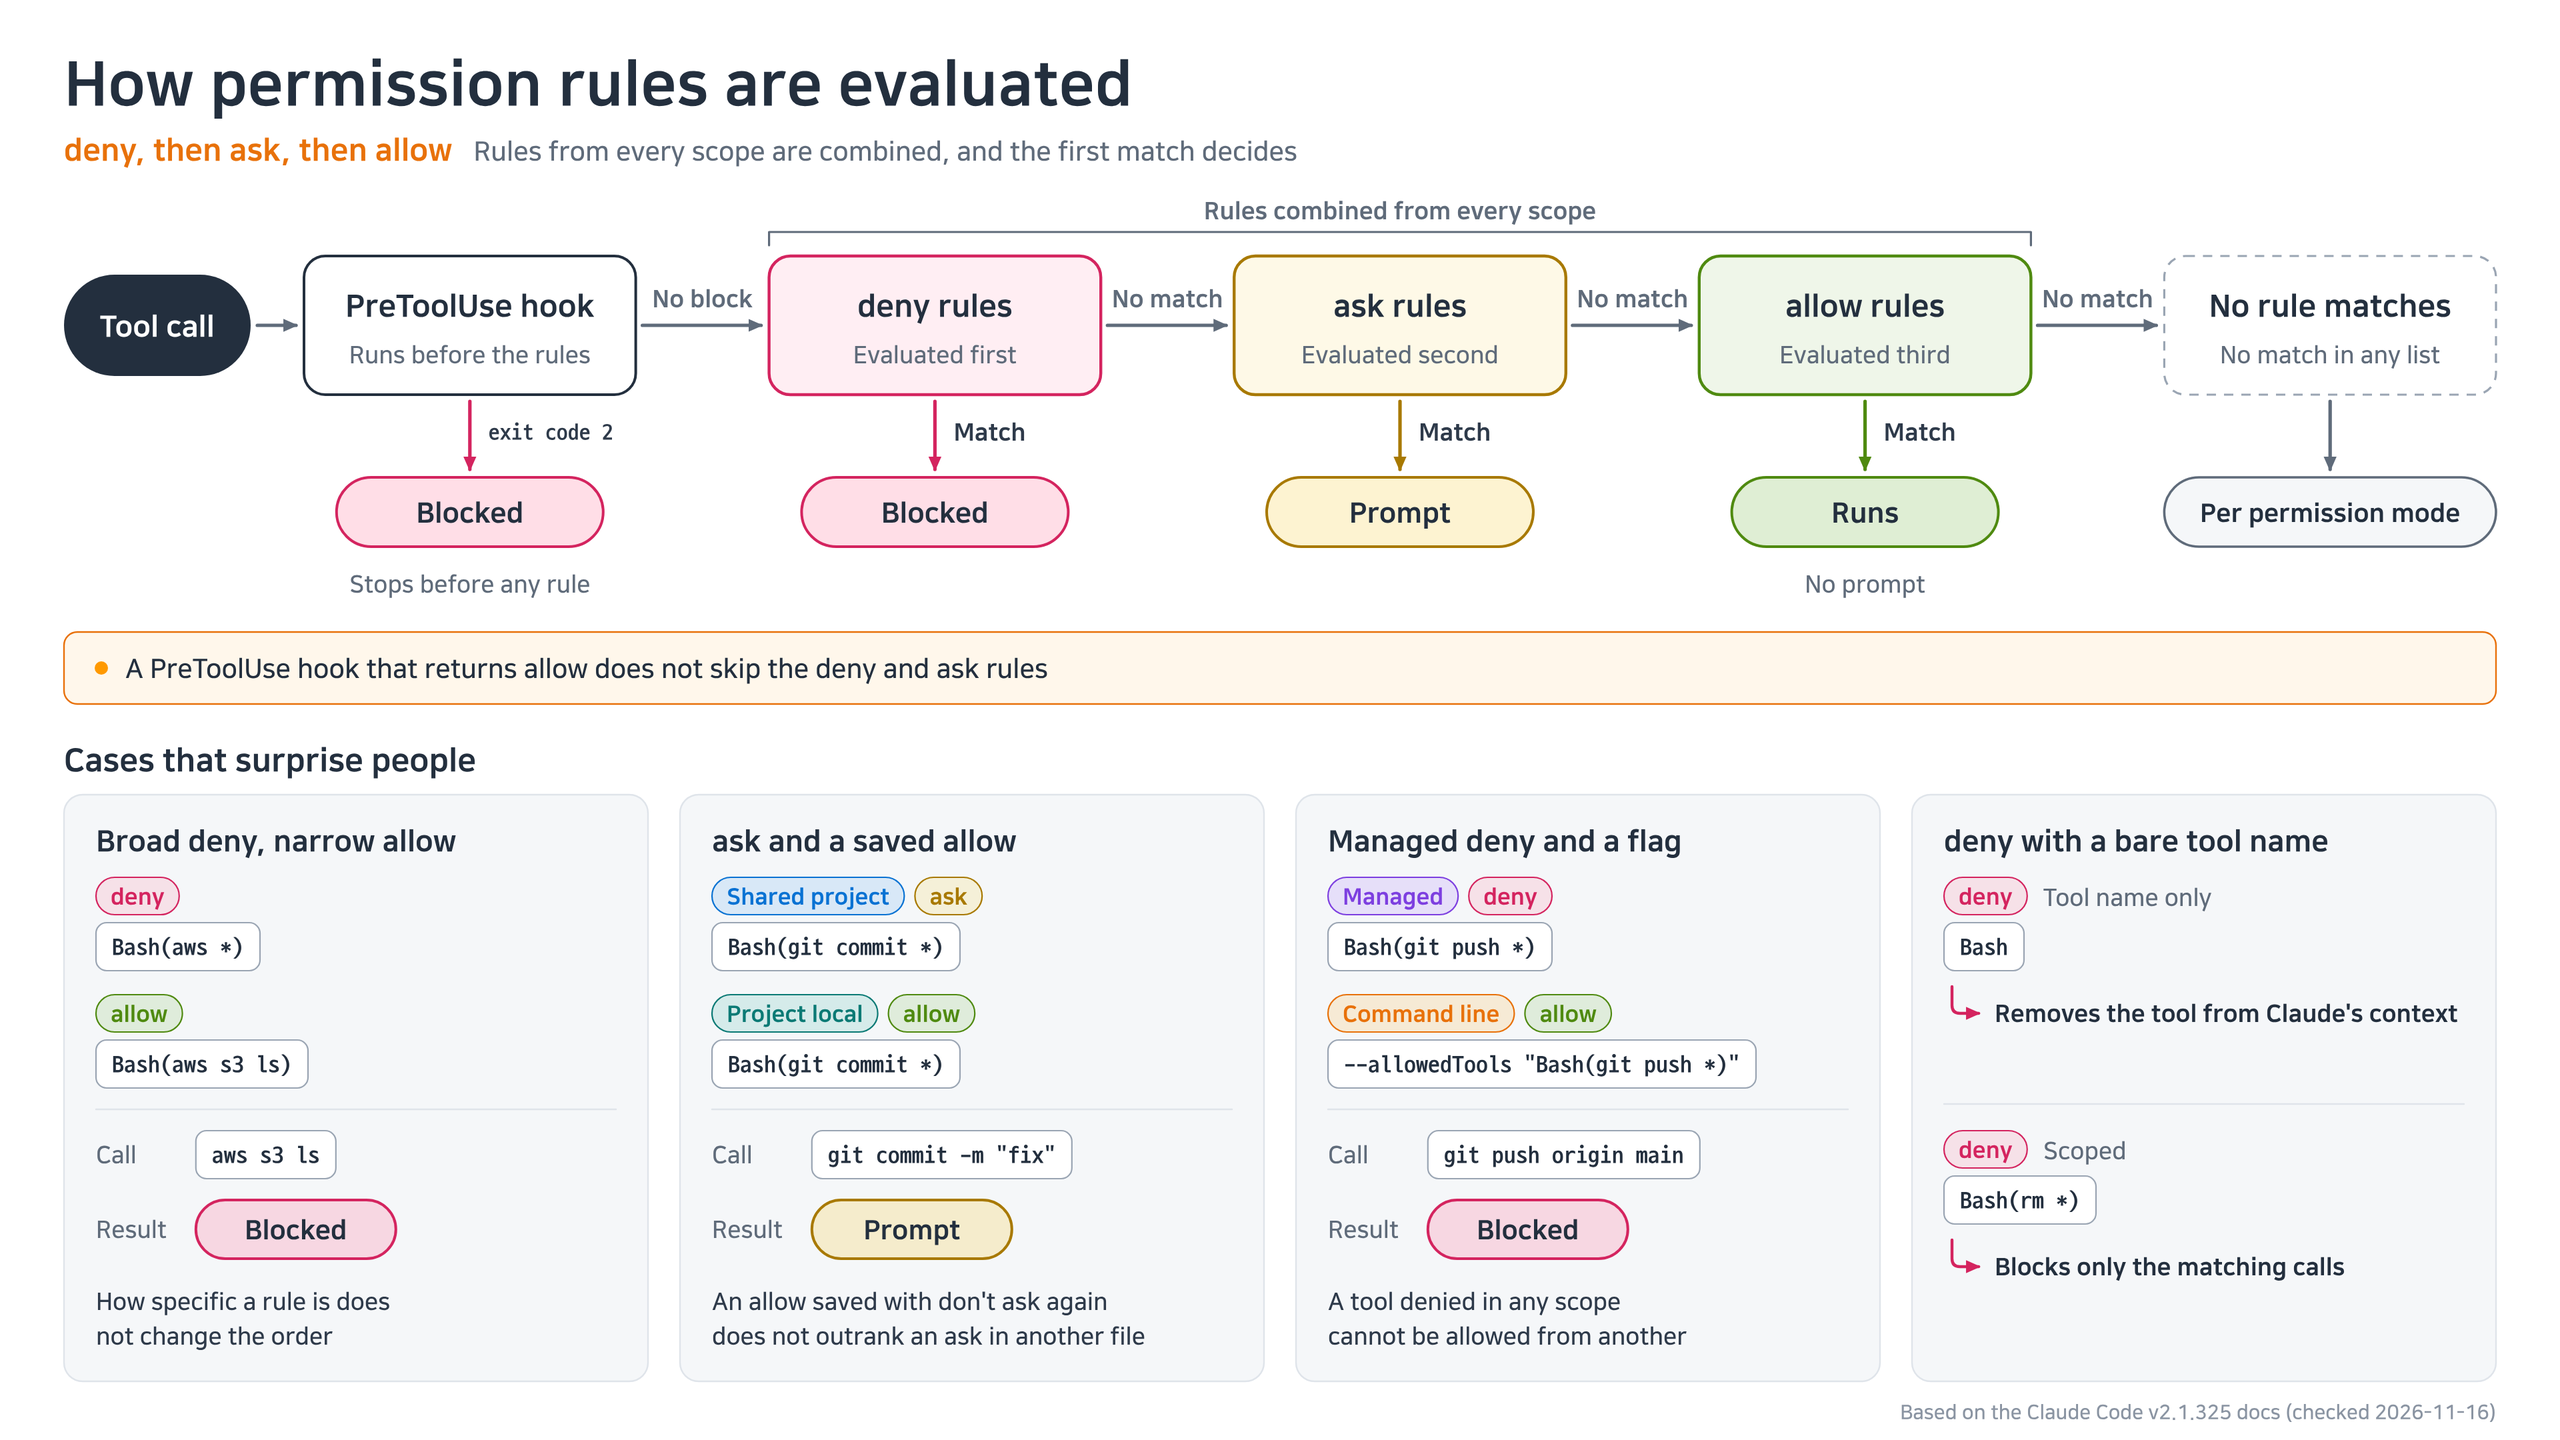 How permission rules are evaluated
deny, then ask, then allow Rules from every scope are combined, and the first match decides
Rules combined from every scope
Tool call
PreToolUse hook
Runs before the rules
No block
deny rules
Evaluated first
No match
ask rules
Evaluated second
No match
allow rules
Evaluated third
No match
No rule matches
No match in any list
exit code 2
Match
Match
Match
Blocked
Blocked
Prompt
Runs
Per permission mode
Stops before any rule
No prompt
A PreToolUse hook that returns allow does not skip the deny and ask rules
Cases that surprise people
Broad deny, narrow allow
deny
Bash(aws *)
allow
Bash(aws s3 ls)
Call aws s3 ls
Result Blocked
How specific a rule is does
not change the order
ask and a saved allow
Shared project ask
Bash(git commit *)
Project local allow
Bash(git commit *)
Call git commit -m "fix"
Result Prompt
An allow saved with don't ask again
does not outrank an ask in another file
Managed deny and a flag
Managed deny
Bash(git push *)
Command line allow
--allowedTools "Bash(git push *)"
Call git push origin main
Result Blocked
A tool denied in any scope
cannot be allowed from another
deny with a bare tool name
deny Tool name only
Bash
Removes the tool from Claude's context
deny Scoped
Bash(rm *)
Blocks only the matching calls
Based on the Claude Code v2.1.325 docs (checked 2026-11-16)